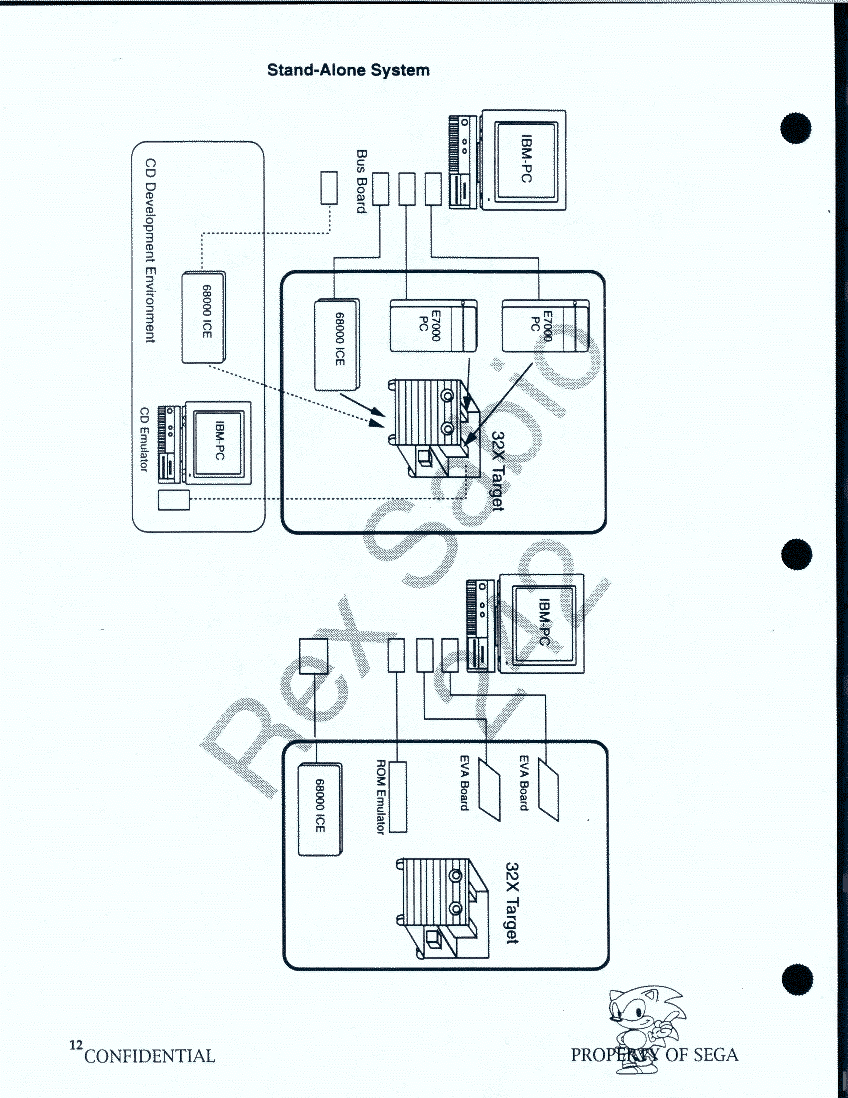 Stand-Alone System
IBM-PC
Bus Board
CD Development Environment
68000 ICE
68000 ICE
E7000
PC
E7000
PC
32X Target
IBM-PC
CD Emulator
IBM-PC
EVA Board
EVA Board
ROM Emulator
68000 ICE
32X Target
Rex Sabio
212
12
CONFIDENTIAL
PROPERTY OF SEGA